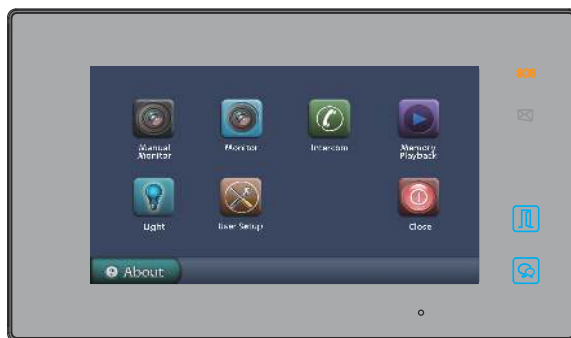 Manual
Monitor
Monitor
Intercom
Memory
Playback
Light
User Setup
Close
About